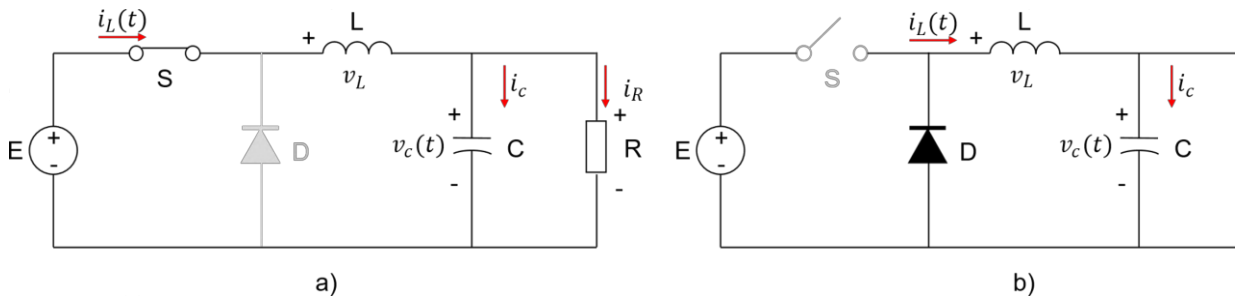 i_L(t)
L
+
S
v_L
i_c
i_R
+
+
+
-
E
D
v_c(t)
C
R
-
-
a)
i_L(t)
L
+
S
v_L
i_c
+
+
-
E
D
v_c(t)
C
-
b)